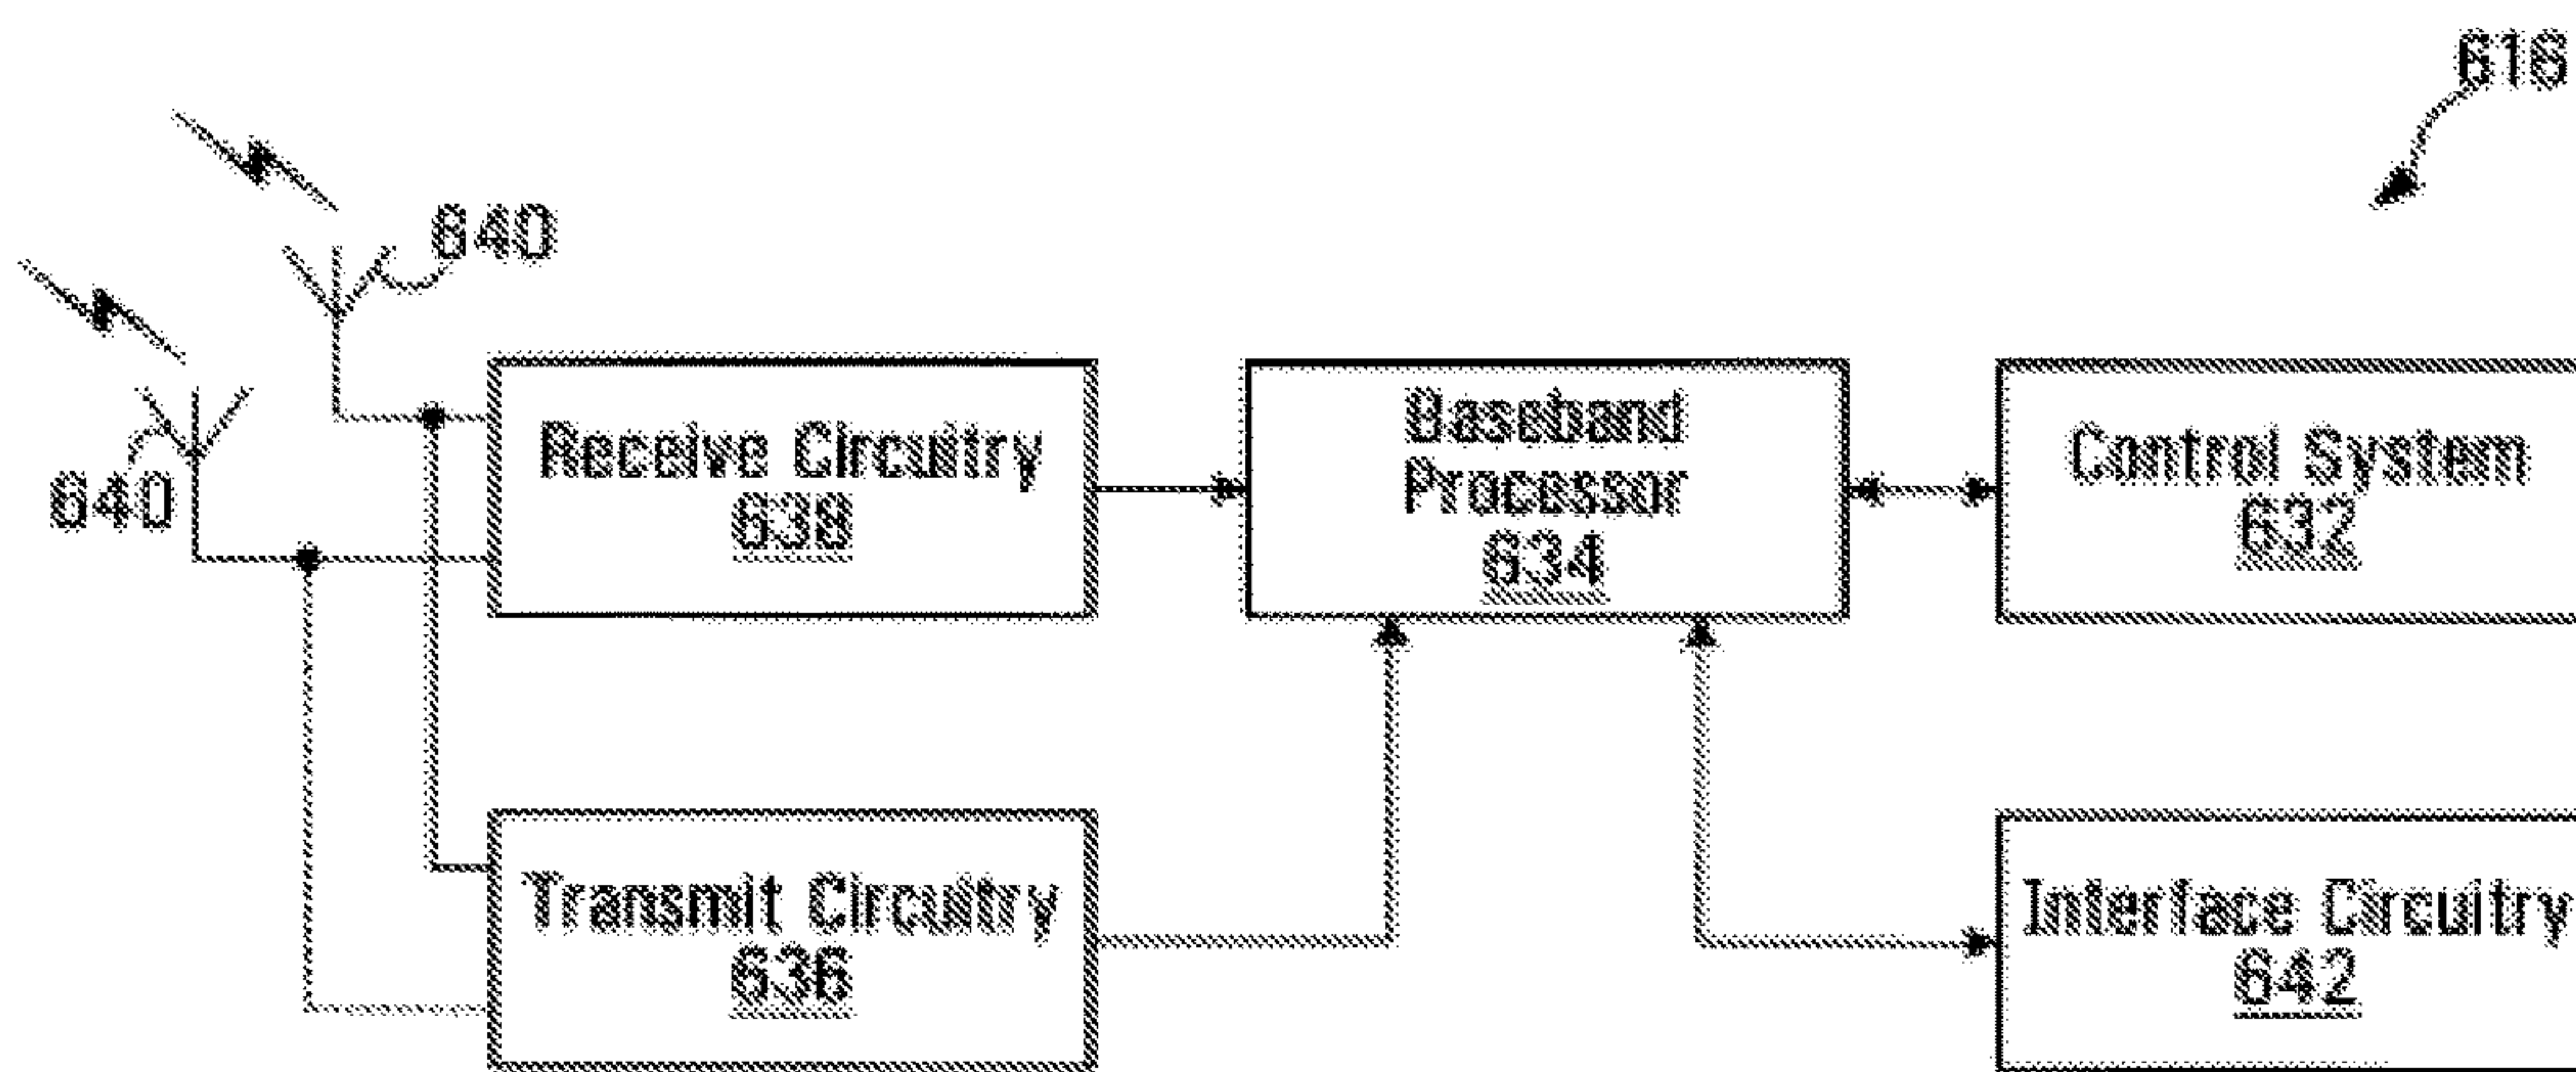 616
640
640
Receive Circuitry
638
Baseband
Processor
634
Control System
632
Transmit Circuitry
636
Interface Circuitry
642